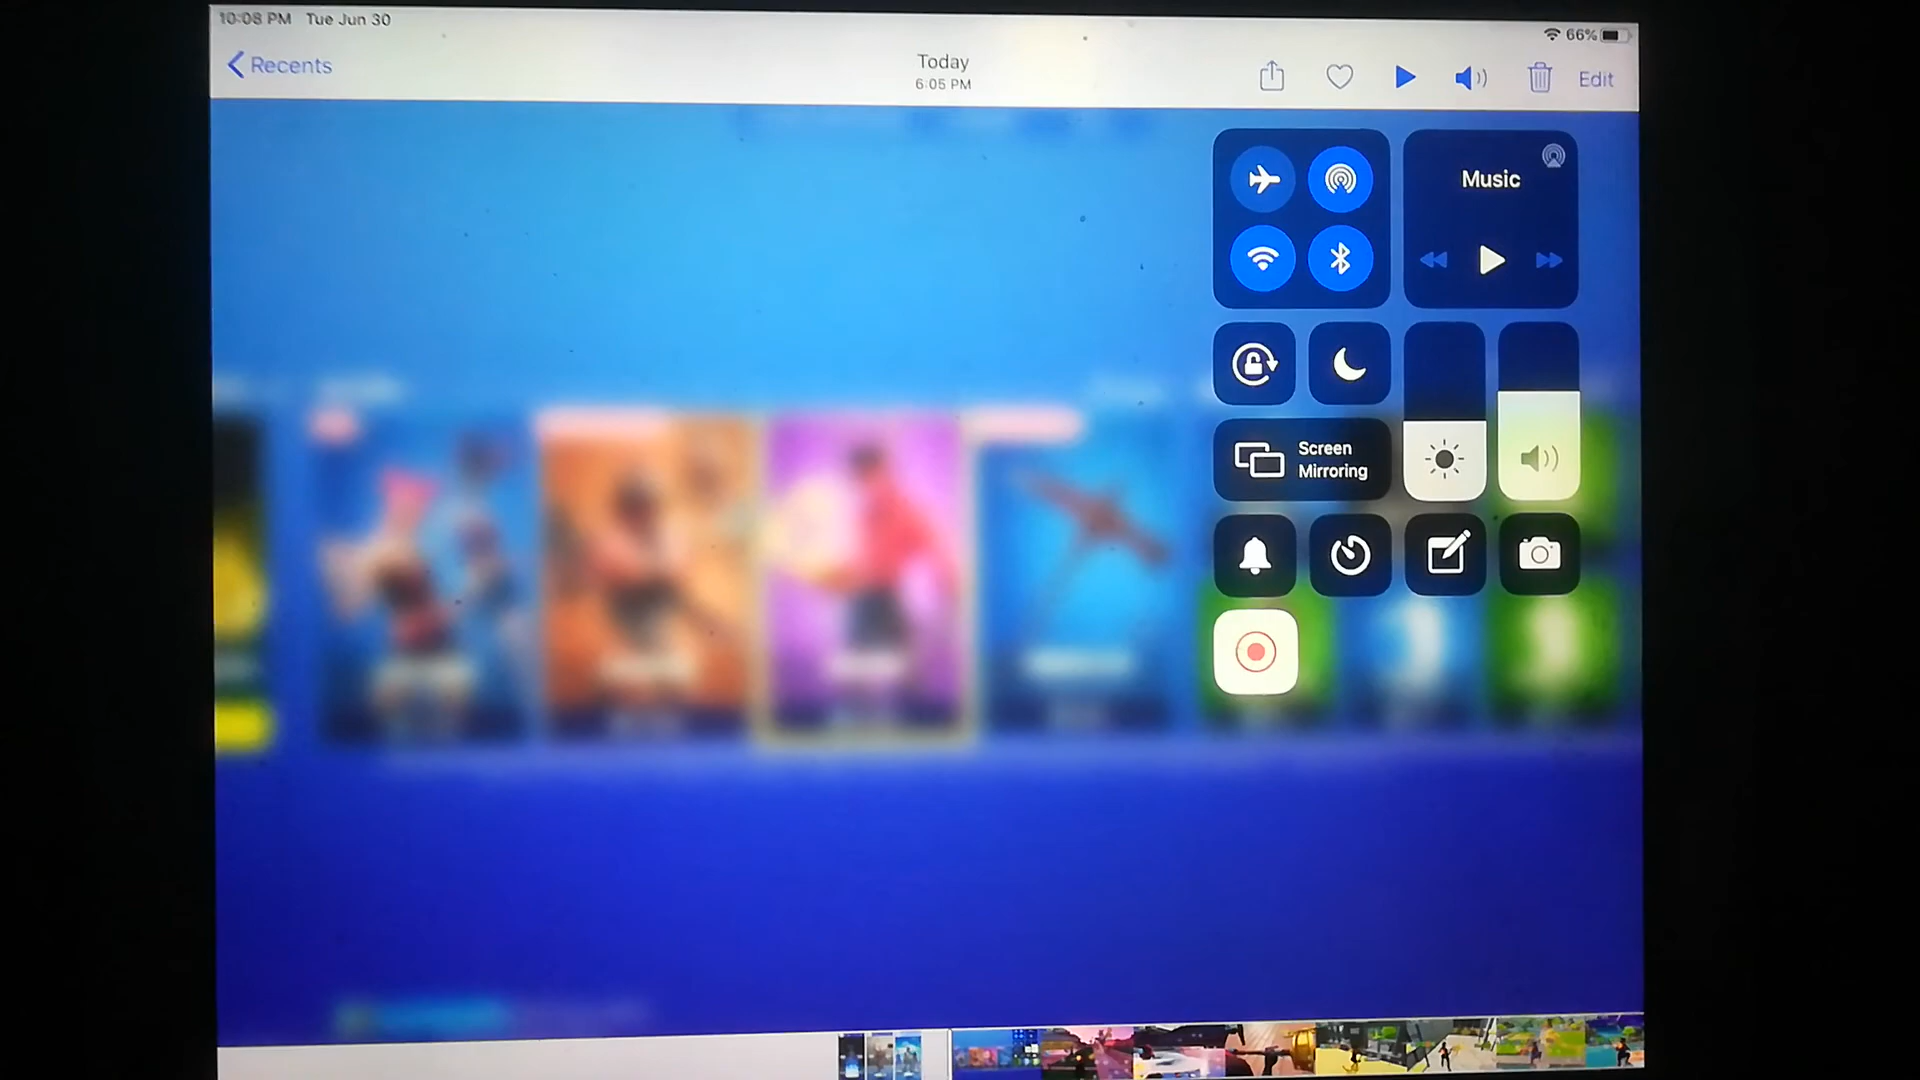 10:08 PM Tue Jun 30
66%
Recents
Today
6:05 PM
Edit
Music
Screen
Mirroring